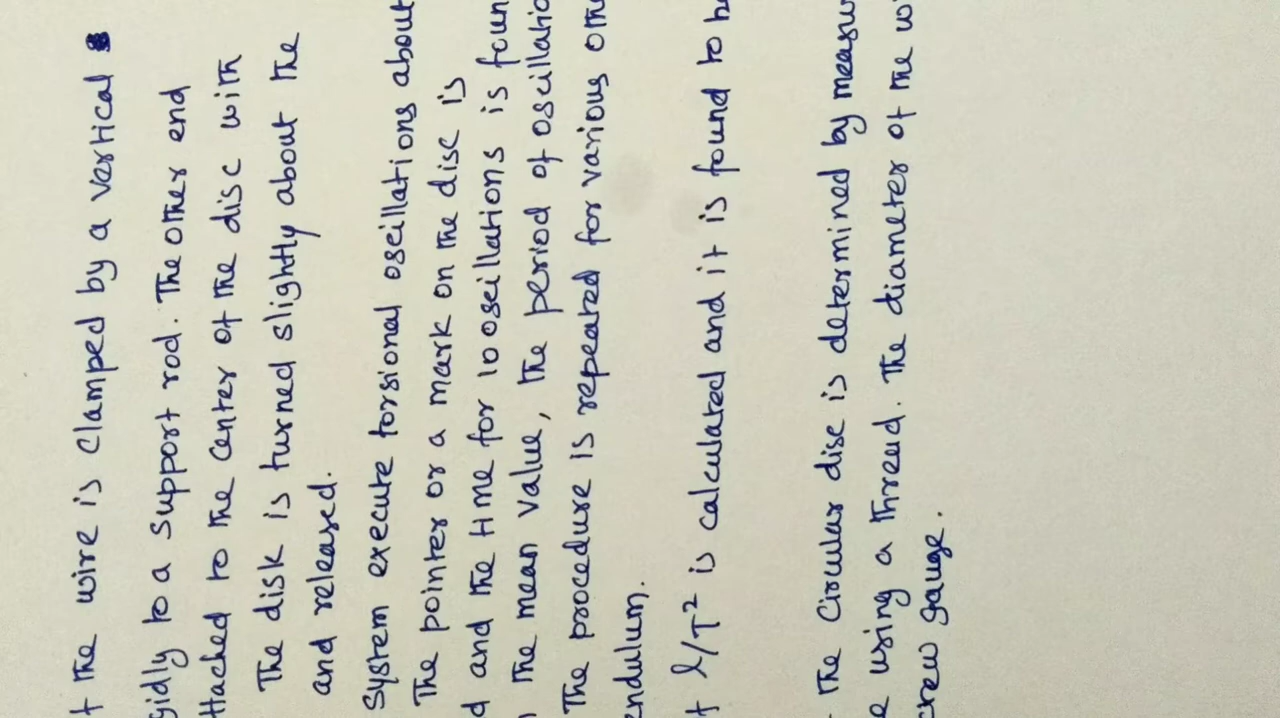 the wire is clamped by a vertical
gidly to a support rod. The other end
ttached to the center of the disc with
The disk is turned slightly about the
and released.
System execute torsional oscillations about
The pointer or a mark on the disc is
d and the time for 10 oscillations is foun
the mean value, the period of oscillatio
The procedure is repeated for various othe
endulum.
l/T² is calculated and it is found to be
The Circular disc is determined by measu
e using a thread. The diameter of the wi
crew gauge.